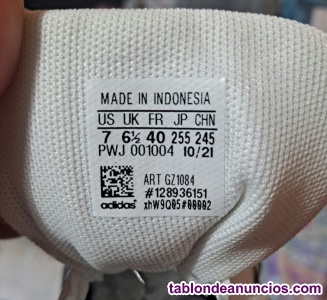 MADE IN INDONESIA
US UK FR JP CHN
7 6½ 40 255 245
PWJ 001004 10/21
ART GZ1084
#128936151
adidas xhW9Q05#00002
tablondeanuncios.com